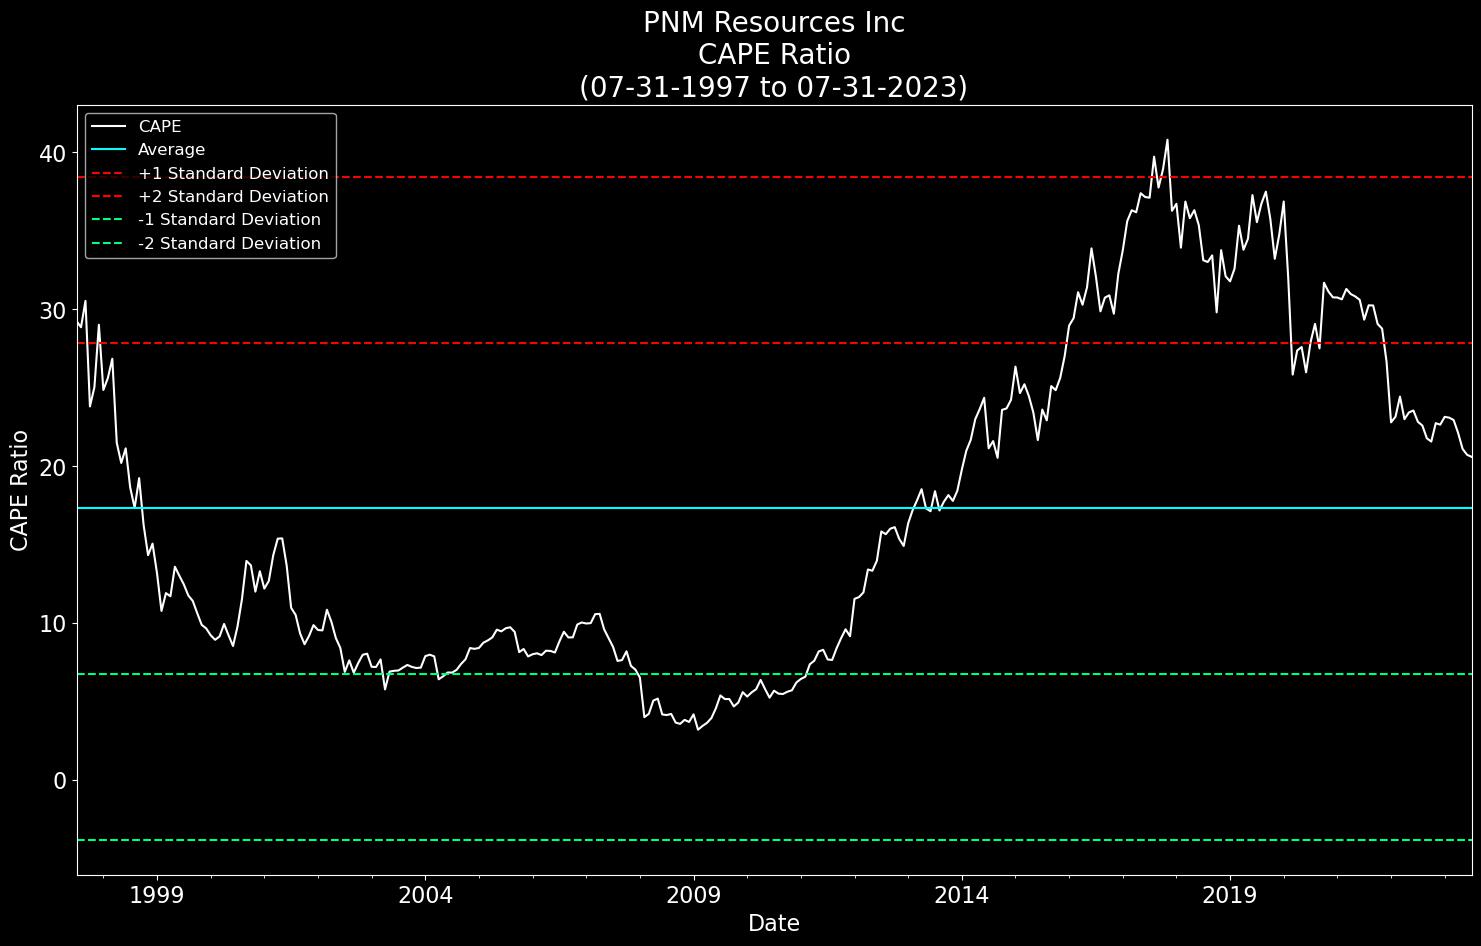 PNM Resources Inc
CAPE Ratio
(07-31-1997 to 07-31-2023)
CAPE
Average
+1 Standard Deviation
+2 Standard Deviation
-1 Standard Deviation
-2 Standard Deviation
40
30
20
10
0
CAPE Ratio
1999
2004
2009
2014
2019
Date